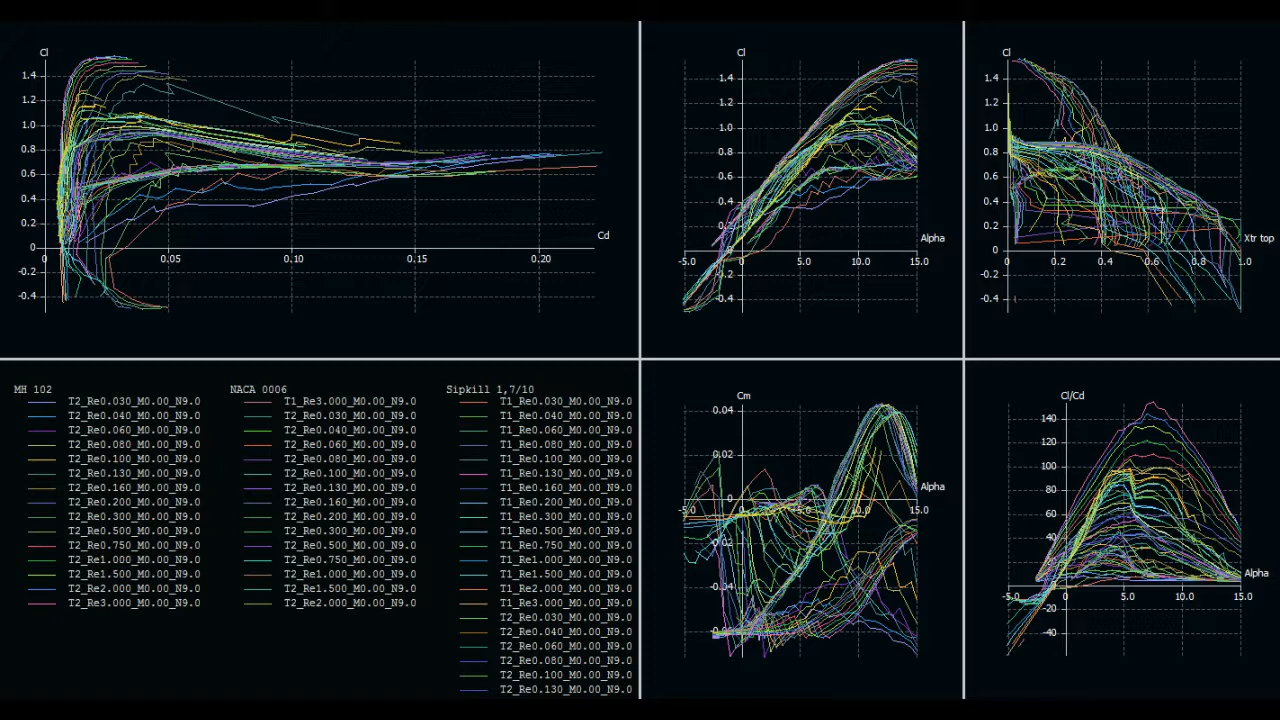 Cl
1.4
1.2
1.0
0.8
0.6
0.4
0.2
0
-0.2
-0.4
0
0.05
0.10
0.15
0.20
Cd
Cl
1.4
1.2
1.0
0.8
0.6
0.4
0.2
0.2
-0.4
-5.0
0
5.0
10.0
15.0
Alpha
Cl
1.4
1.2
1.0
0.8
0.6
0.4
0.2
0
-0.2
-0.4
0
0.2
0.4
0.6
0.8
1.0
Xtr top
MH 102
T2_Re0.030_M0.00_N9.0
T2_Re0.040_M0.00_N9.0
T2_Re0.060_M0.00_N9.0
T2_Re0.080_M0.00_N9.0
T2_Re0.100_M0.00_N9.0
T2_Re0.130_M0.00_N9.0
T2_Re0.160_M0.00_N9.0
T2_Re0.200_M0.00_N9.0
T2_Re0.300_M0.00_N9.0
T2_Re0.500_M0.00_N9.0
T2_Re0.750_M0.00_N9.0
T2_Re1.000_M0.00_N9.0
T2_Re1.500_M0.00_N9.0
T2_Re2.000_M0.00_N9.0
T2_Re3.000_M0.00_N9.0
NACA 0006
T1_Re3.000_M0.00_N9.0
T2_Re0.030_M0.00_N9.0
T2_Re0.040_M0.00_N9.0
T2_Re0.060_M0.00_N9.0
T2_Re0.080_M0.00_N9.0
T2_Re0.100_M0.00_N9.0
T2_Re0.130_M0.00_N9.0
T2_Re0.160_M0.00_N9.0
T2_Re0.200_M0.00_N9.0
T2_Re0.300_M0.00_N9.0
T2_Re0.500_M0.00_N9.0
T2_Re0.750_M0.00_N9.0
T2_Re1.000_M0.00_N9.0
T2_Re1.500_M0.00_N9.0
T2_Re2.000_M0.00_N9.0
Sipkill 1,7/10
T1_Re0.030_M0.00_N9.0
T1_Re0.040_M0.00_N9.0
T1_Re0.060_M0.00_N9.0
T1_Re0.080_M0.00_N9.0
T1_Re0.100_M0.00_N9.0
T1_Re0.130_M0.00_N9.0
T1_Re0.160_M0.00_N9.0
T1_Re0.200_M0.00_N9.0
T1_Re0.300_M0.00_N9.0
T1_Re0.500_M0.00_N9.0
T1_Re0.750_M0.00_N9.0
T1_Re1.000_M0.00_N9.0
T1_Re1.500_M0.00_N9.0
T1_Re2.000_M0.00_N9.0
T1_Re3.000_M0.00_N9.0
T2_Re0.030_M0.00_N9.0
T2_Re0.040_M0.00_N9.0
T2_Re0.060_M0.00_N9.0
T2_Re0.080_M0.00_N9.0
T2_Re0.100_M0.00_N9.0
T2_Re0.130_M0.00_N9.0
Cm
0.04
0.02
0
-0.02
-0.04
-5.0
0
5.0
10.0
15.0
Alpha
Cl/Cd
140
120
100
80
60
40
-20
-40
-5.0
0
5.0
10.0
15.0
Alpha